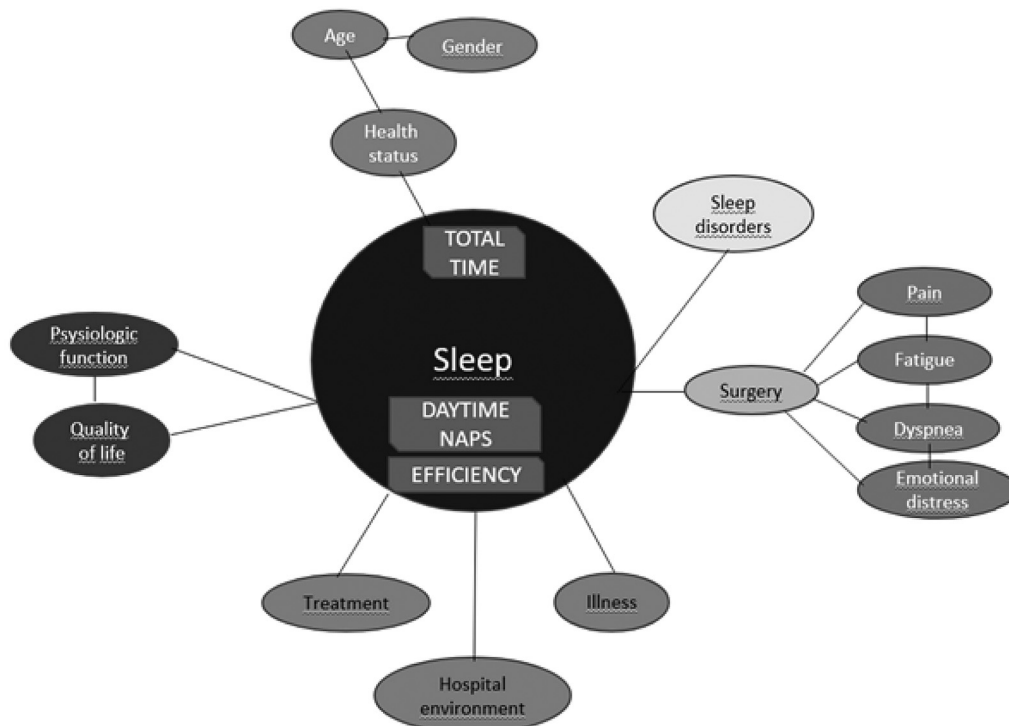 Age
Gender
Health
status
TOTAL
TIME
Sleep
disorders
Pain
Psysiologic
function
Sleep
Fatigue
Surgery
Quality
of life
DAYTIME
NAPS
Dyspnea
EFFICIENCY
Emotional
distress
Treatment
Illness
Hospital
environment